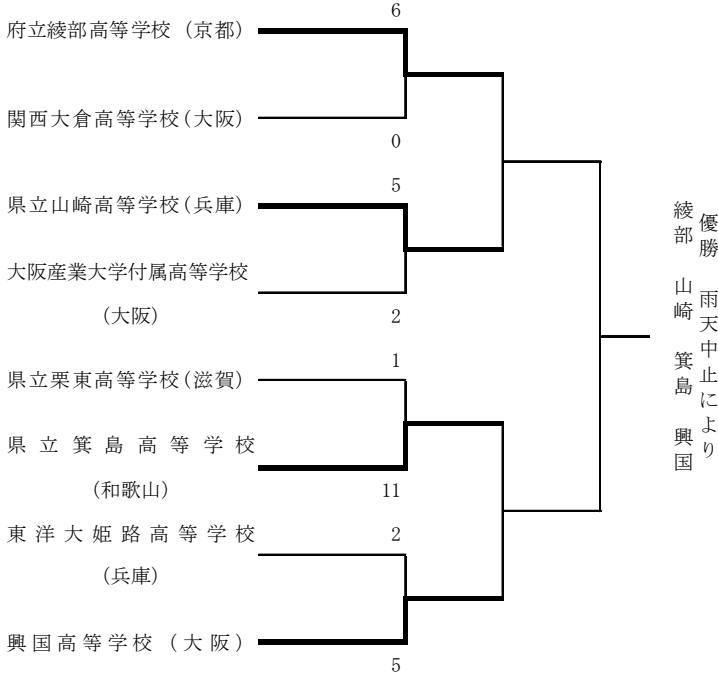 6
府立綾部高等学校（京都）
関西大倉高等学校(大阪)
0
5
県立山崎高等学校(兵庫)
大阪産業大学付属高等学校
(大阪)
2
1
県立栗東高等学校(滋賀)
県立箕島高等学校
(和歌山)
11
2
東洋大姫路高等学校
(兵庫)
興国高等学校（大阪）
5
優勝　雨天中止により
綾部　山崎　箕島　興国